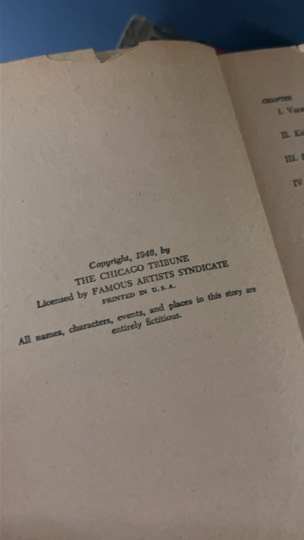 Copyright, 1946, by
THE CHICAGO TRIBUNE
Licensed by FAMOUS ARTISTS SYNDICATE
PRINTED IN U.S.A.
All names, characters, events, and places in this story are
entirely fictitious.
CHAPTER
I.
II.
III.
IV